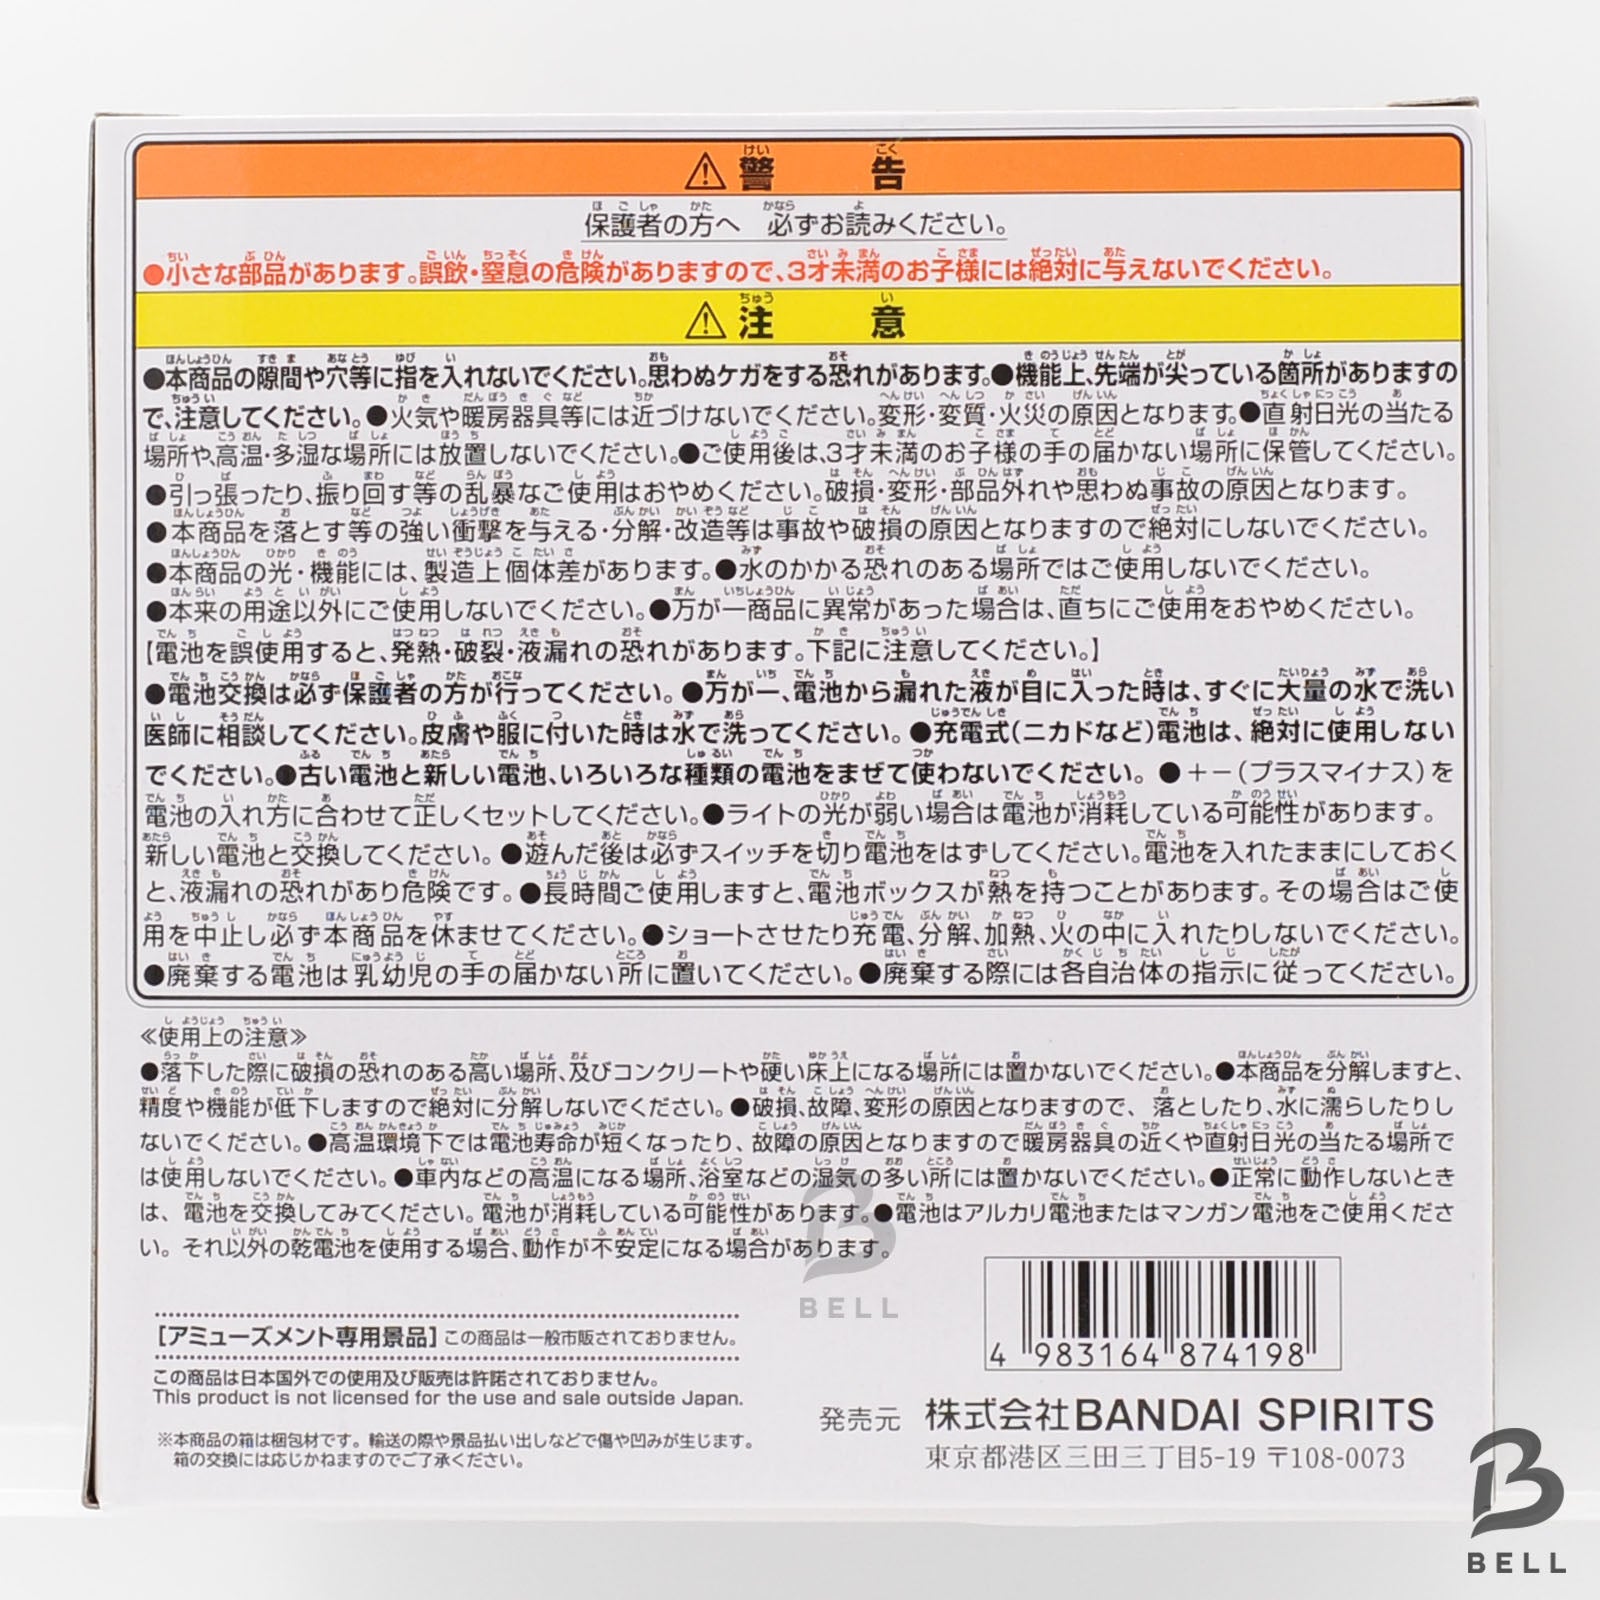 ⚠警告
保護者の方へ 必ずお読みください。
●小さな部品があります。誤飲・窒息の危険がありますので、3才未満のお子様には絶対に与えないでください。
⚠注意
●本商品の隙間や穴等に指を入れないでください。思わぬケガをする恐れがあります。●機能上、先端が尖っている箇所がありますの
で、注意してください。●火気や暖房器具等には近づけないでください。変形・変質・火災の原因となります。●直射日光の当たる
場所や、高温・多湿な場所には放置しないでください。●ご使用後は、3才未満のお子様の手の届かない場所に保管してください。
●引っ張ったり、振り回す等の乱暴なご使用はおやめください。破損・変形・部品外れや思わぬ事故の原因となります。
●本商品を落とす等の強い衝撃を与える・分解・改造等は事故や破損の原因となりますので絶対にしないでください。
●本商品の光・機能には、製造上個体差があります。●水のかかる恐れのある場所ではご使用しないでください。
●本来の用途以外にご使用しないでください。●万が一商品に異常があった場合は、直ちにご使用をおやめください。
【電池を誤使用すると、発熱・破裂・液漏れの恐れがあります。下記に注意してください。】
●電池交換は必ず保護者の方が行ってください。●万が一、電池から漏れた液が目に入った時は、すぐに大量の水で洗い
医師に相談してください。皮膚や服に付いた時は水で洗ってください。●充電式(ニカドなど)電池は、絶対に使用しない
でください。●古い電池と新しい電池、いろいろな種類の電池をまぜて使わないでください。●+-(プラスマイナス)を
電池の入れ方に合わせて正しくセットしてください。●ライトの光が弱い場合は電池が消耗している可能性があります。
新しい電池と交換してください。●遊んだ後は必ずスイッチを切り電池をはずしてください。電池を入れたままにしておく
と、液漏れの恐れがあり危険です。●長時間ご使用しますと、電池ボックスが熱を持つことがあります。その場合はご使
用を中止し必ず本商品を休ませてください。●ショートさせたり充電、分解、加熱、火の中に入れたりしないでください。
●廃棄する電池は乳幼児の手の届かない所に置いてください。●廃棄する際には各自治体の指示に従ってください。
≪使用上の注意≫
●落下した際に破損の恐れのある高い場所、及びコンクリートや硬い床上になる場所には置かないでください。●本商品を分解しますと、
精度や機能が低下しますので絶対に分解しないでください。●破損、故障、変形の原因となりますので、落としたり、水に濡らしたりし
ないでください。●高温環境下では電池寿命が短くなったり、故障の原因となりますので暖房器具の近くや直射日光の当たる場所で
は使用しないでください。●車内などの高温になる場所、浴室などの湿気の多い所には置かないでください。●正常に動作しないとき
は、電池を交換してみてください。電池が消耗している可能性があります。●電池はアルカリ電池またはマンガン電池をご使用くださ
い。それ以外の乾電池を使用する場合、動作が不安定になる場合があります。
BELL
[アミューズメント専用景品] この商品は一般市販されておりません。
この商品は日本国外での使用及び販売は許諾されておりません。
This product is not licensed for the use and sale outside Japan.
※本商品の箱は梱包材です。輸送の際や景品払い出しなどで傷や凹みが生じます。
箱の交換には応じかねますのでご了承ください。
4 983164 874198
発売元 株式会社BANDAI SPIRITS
東京都港区三田三丁目5-19 〒108-0073
BELL